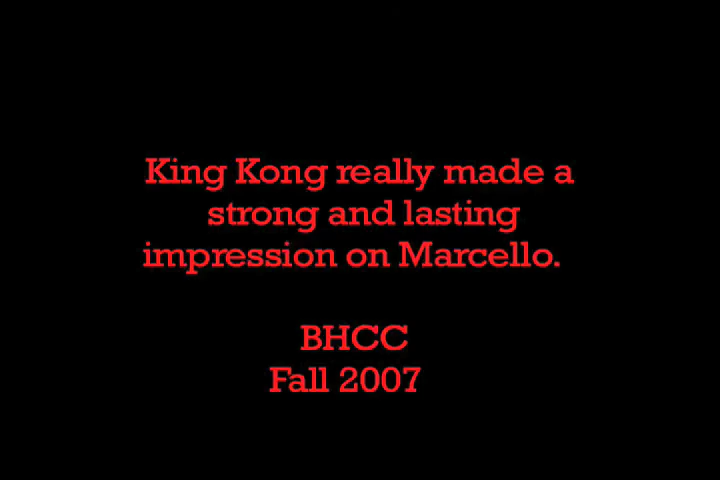 King Kong really made a
strong and lasting
impression on Marcello.
BHCC
Fall 2007